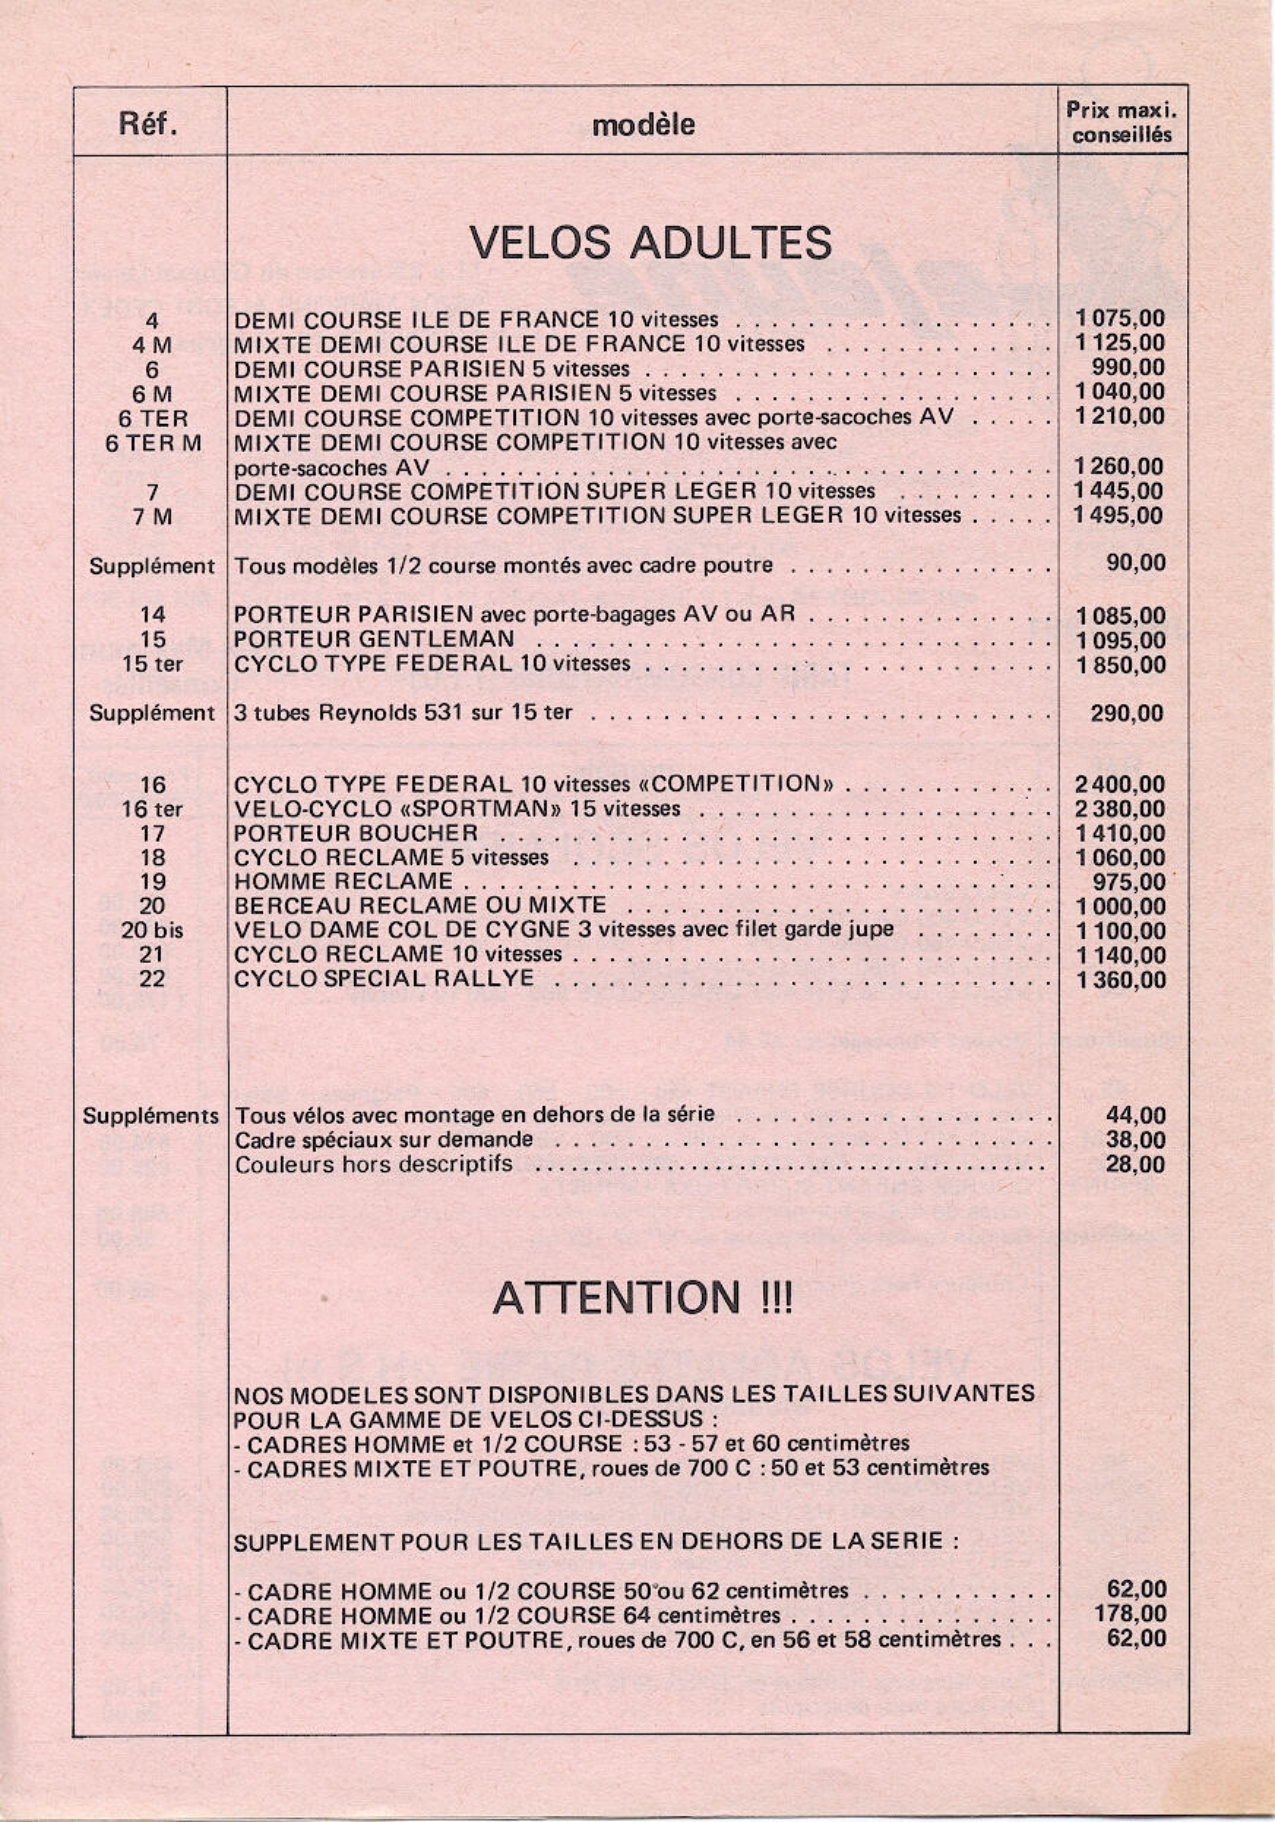 Réf. modèle Prix maxi. conseillés
VELOS ADULTES
4 DEMI COURSE ILE DE FRANCE 10 vitesses . . . . . . . . . . . . . . . . . . 1 075,00
4 M MIXTE DEMI COURSE ILE DE FRANCE 10 vitesses . . . . . . . . . . . . . 1 125,00
6 DEMI COURSE PARISIEN 5 vitesses . . . . . . . . . . . . . . . . . . . . . . . 990,00
6 M MIXTE DEMI COURSE PARISIEN 5 vitesses . . . . . . . . . . . . . . . . . . 1 040,00
6 TER DEMI COURSE COMPETITION 10 vitesses avec porte-sacoches AV . . . . . 1 210,00
6 TER M MIXTE DEMI COURSE COMPETITION 10 vitesses avec
porte-sacoches AV . . . . . . . . . . . . . . . . . . . . . . . . . . . . . . . . . 1 260,00
7 DEMI COURSE COMPETITION SUPER LEGER 10 vitesses . . . . . . . . . 1 445,00
7 M MIXTE DEMI COURSE COMPETITION SUPER LEGER 10 vitesses . . . . . 1 495,00
Supplément Tous modèles 1/2 course montés avec cadre poutre . . . . . . . . . . . . . . . 90,00
14 PORTEUR PARISIEN avec porte-bagages AV ou AR . . . . . . . . . . . . . . 1 085,00
15 PORTEUR GENTLEMAN . . . . . . . . . . . . . . . . . . . . . . . . . . . . . 1 095,00
15 ter CYCLO TYPE FEDERAL 10 vitesses . . . . . . . . . . . . . . . . . . . . . . . 1 850,00
Supplément 3 tubes Reynolds 531 sur 15 ter . . . . . . . . . . . . . . . . . . . . . . . . . . 290,00
16 CYCLO TYPE FEDERAL 10 vitesses «COMPETITION» . . . . . . . . . . . . 2 400,00
16 ter VELO-CYCLO «SPORTMAN» 15 vitesses . . . . . . . . . . . . . . . . . . . . 2 380,00
17 PORTEUR BOUCHER . . . . . . . . . . . . . . . . . . . . . . . . . . . . . . . 1 410,00
18 CYCLO RECLAME 5 vitesses . . . . . . . . . . . . . . . . . . . . . . . . . . . 1 060,00
19 HOMME RECLAME . . . . . . . . . . . . . . . . . . . . . . . . . . . . . . . . . 975,00
20 BERCEAU RECLAME OU MIXTE . . . . . . . . . . . . . . . . . . . . . . . . 1 000,00
20 bis VELO DAME COL DE CYGNE 3 vitesses avec filet garde jupe . . . . . . . . 1 100,00
21 CYCLO RECLAME 10 vitesses . . . . . . . . . . . . . . . . . . . . . . . . . . . 1 140,00
22 CYCLO SPECIAL RALLYE . . . . . . . . . . . . . . . . . . . . . . . . . . . . 1 360,00
Suppléments Tous vélos avec montage en dehors de la série . . . . . . . . . . . . . . . . . . 44,00
Cadre spéciaux sur demande . . . . . . . . . . . . . . . . . . . . . . . . . . . . 38,00
Couleurs hors descriptifs . . . . . . . . . . . . . . . . . . . . . . . . . . . . . . . . . . . . . . . 28,00
ATTENTION !!!
NOS MODELES SONT DISPONIBLES DANS LES TAILLES SUIVANTES
POUR LA GAMME DE VELOS CI-DESSUS :
- CADRES HOMME et 1/2 COURSE : 53 - 57 et 60 centimètres
- CADRES MIXTE ET POUTRE, roues de 700 C : 50 et 53 centimètres
SUPPLEMENT POUR LES TAILLES EN DEHORS DE LA SERIE :
- CADRE HOMME ou 1/2 COURSE 50 ou 62 centimètres . . . . . . . . . . . 62,00
- CADRE HOMME ou 1/2 COURSE 64 centimètres . . . . . . . . . . . . . . . 178,00
- CADRE MIXTE ET POUTRE, roues de 700 C, en 56 et 58 centimètres . . . 62,00